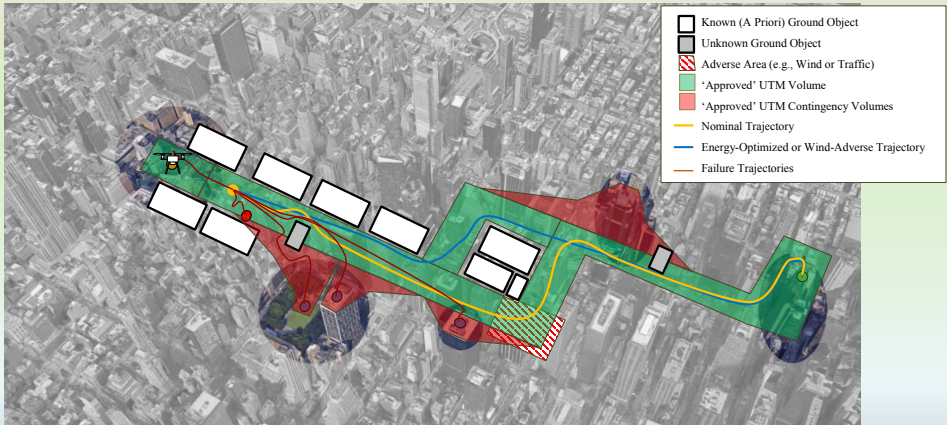 Known (A Priori) Ground Object
Unknown Ground Object
Adverse Area (e.g., Wind or Traffic)
‘Approved’ UTM Volume
‘Approved’ UTM Contingency Volumes
Nominal Trajectory
Energy-Optimized or Wind-Adverse Trajectory
Failure Trajectories